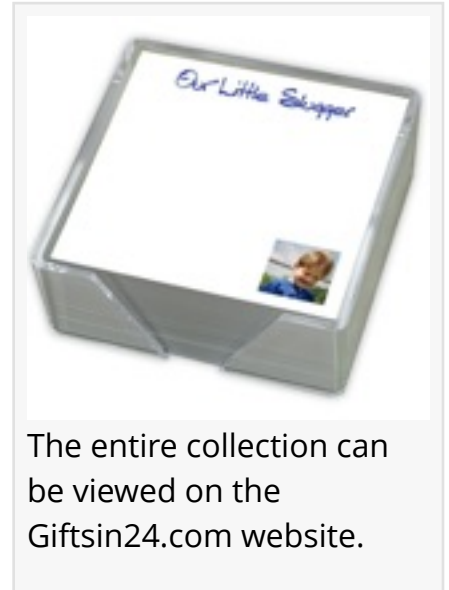 Our Little Slugger
The entire collection can
be viewed on the
Giftsin24.com website.